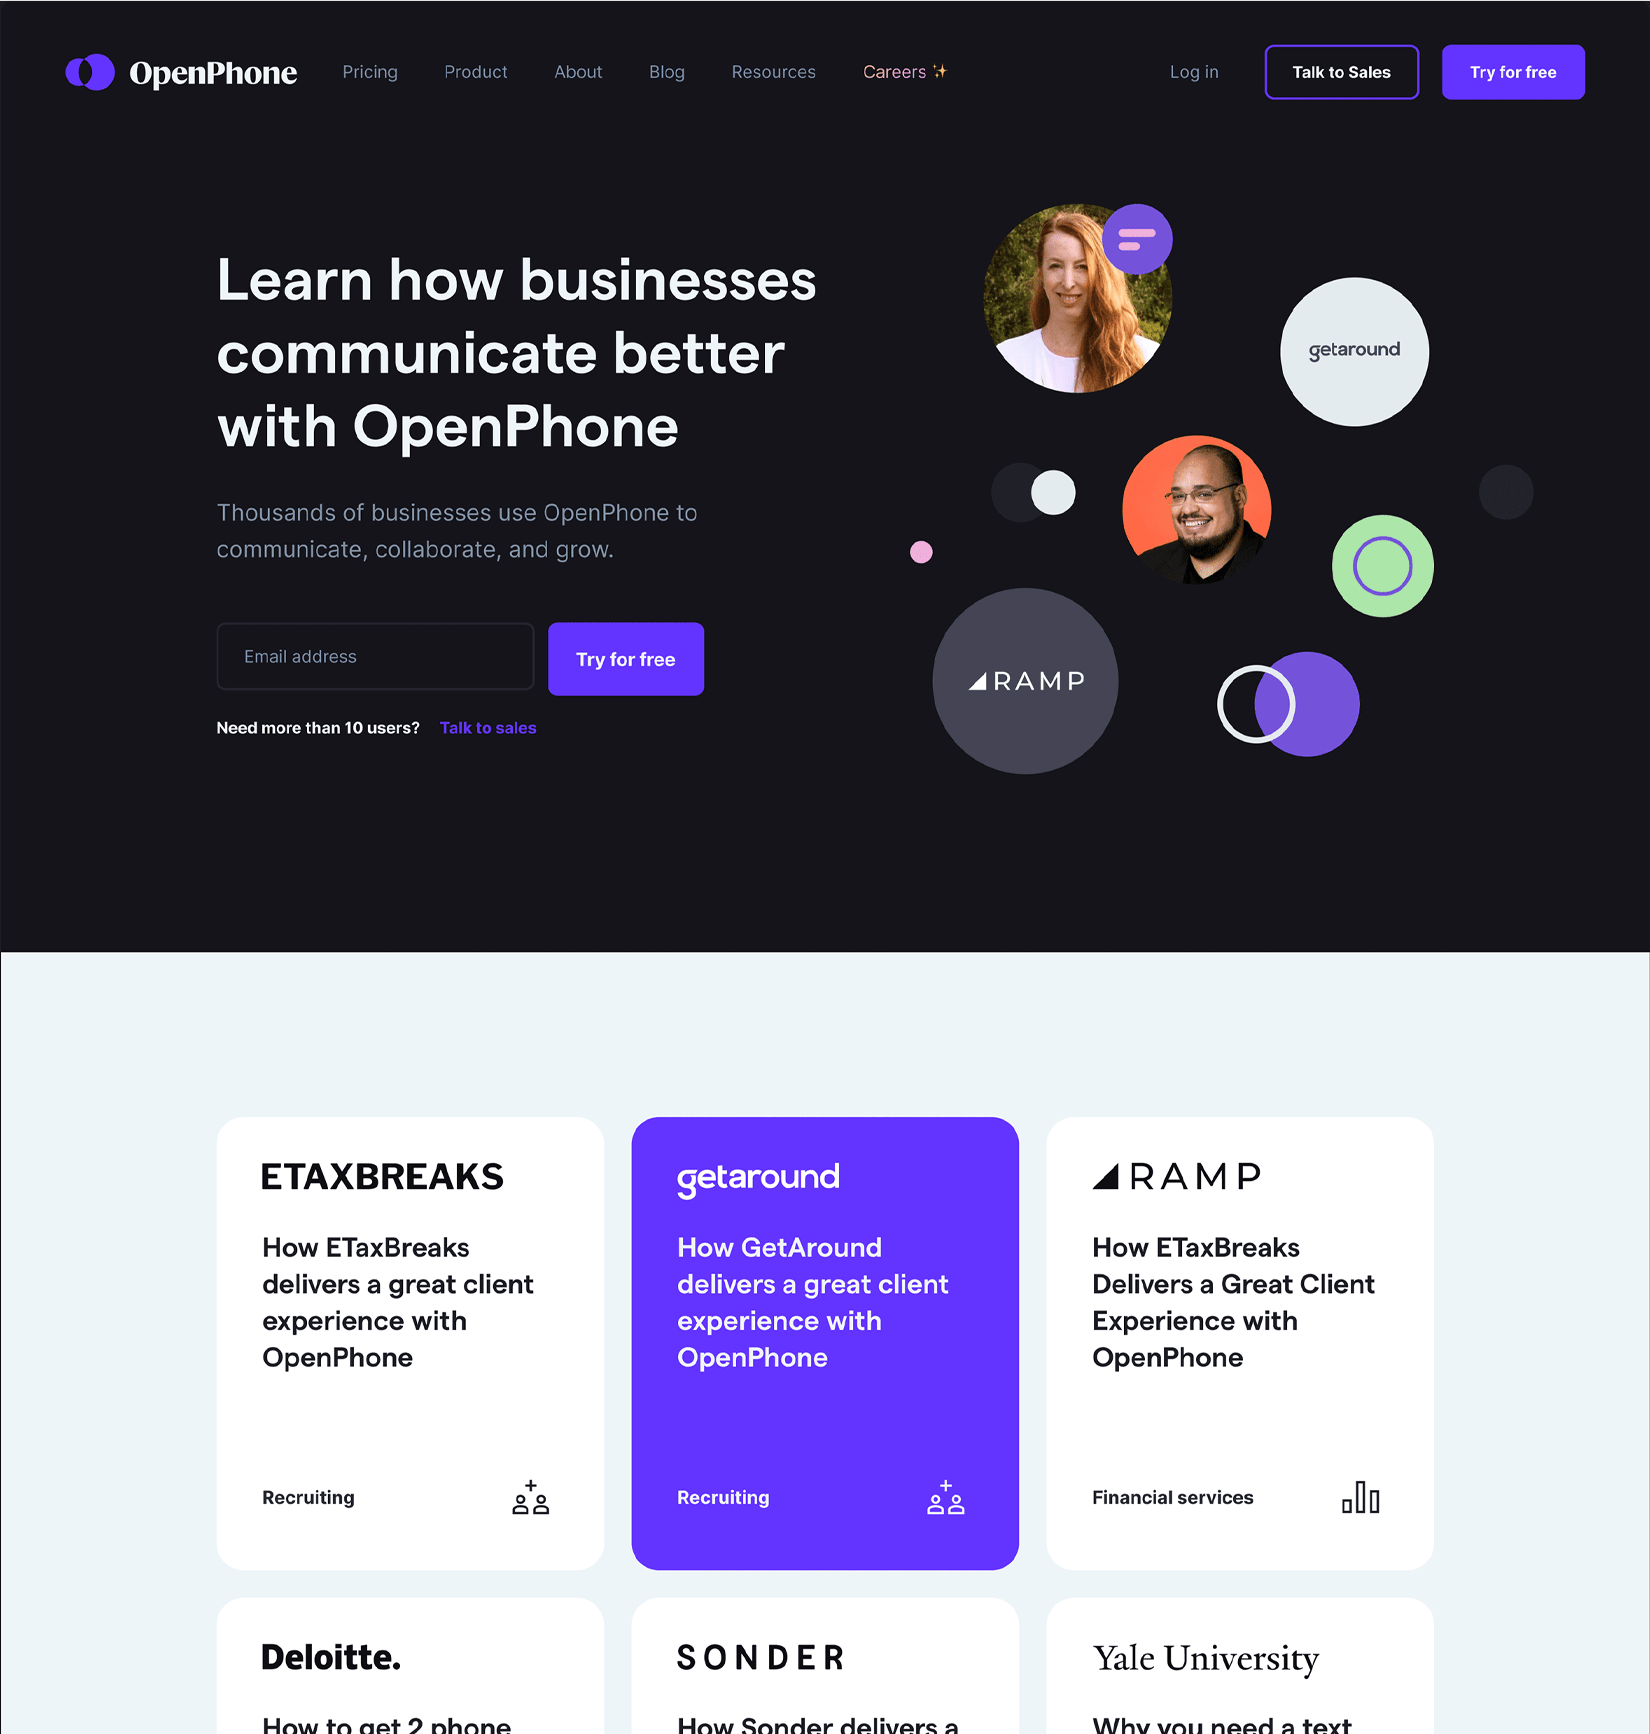 OpenPhone
Pricing
Product
About
Blog
Resources
Careers ✨
Log in
Talk to Sales
Try for free
Learn how businesses
communicate better
with OpenPhone
Thousands of businesses use OpenPhone to
communicate, collaborate, and grow.
Email address
Try for free
Need more than 10 users? Talk to sales
getaround
RAMP
ETAXBREAKS
How ETaxBreaks
delivers a great client
experience with
OpenPhone
Recruiting
getaround
How GetAround
delivers a great client
experience with
OpenPhone
Recruiting
RAMP
How ETaxBreaks
Delivers a Great Client
Experience with
OpenPhone
Financial services
Deloitte.
How to get 2 phone
SONDER
How Sonder delivers a
Yale University
Why you need a text